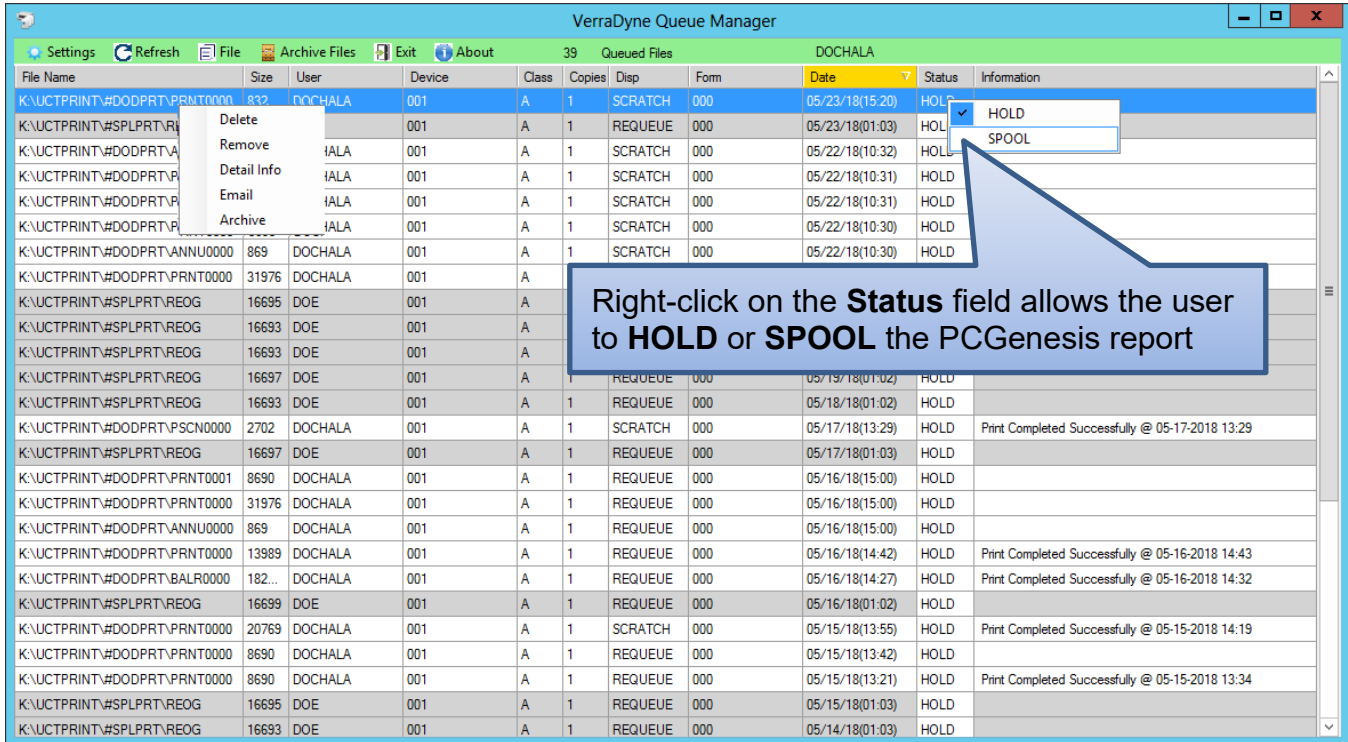 VerraDyne Queue Manager
Settings Refresh File Archive Files Exit About 39 Queued Files DOCHALA
File Name Size User Device Class Copies Disp Form Date Status Information
K:\UCTPRINT\#DODPRT\PRNT0000 832 DOCHALA 001 A 1 SCRATCH 000 05/23/18(15:20) HOLD
K:\UCTPRINT\#SPLPRT\R 001 A 1 REQUEUE 000 05/23/18(01:03) HOL
K:\UCTPRINT\#DODPRT\A HALA 001 A 1 SCRATCH 000 05/22/18(10:32) HOLD
K:\UCTPRINT\#DODPRT\P HALA 001 A 1 SCRATCH 000 05/22/18(10:31) HOLD
K:\UCTPRINT\#DODPRT\P HALA 001 A 1 SCRATCH 000 05/22/18(10:31) HOLD
K:\UCTPRINT\#DODPRT\P HALA 001 A 1 SCRATCH 000 05/22/18(10:30) HOLD
K:\UCTPRINT\#DODPRT\ANNU0000 869 DOCHALA 001 A 1 SCRATCH 000 05/22/18(10:30) HOLD
K:\UCTPRINT\#DODPRT\PRNT0000 31976 DOCHALA 001 A
K:\UCTPRINT\#SPLPRT\REOG 16695 DOE 001 A
K:\UCTPRINT\#SPLPRT\REOG 16693 DOE 001 A
K:\UCTPRINT\#SPLPRT\REOG 16693 DOE 001 A
K:\UCTPRINT\#SPLPRT\REOG 16697 DOE 001 A 1 REQUEUE 000 05/19/18(01:02) HOLD
K:\UCTPRINT\#SPLPRT\REOG 16693 DOE 001 A 1 REQUEUE 000 05/18/18(01:02) HOLD
K:\UCTPRINT\#DODPRT\PSCN0000 2702 DOCHALA 001 A 1 SCRATCH 000 05/17/18(13:29) HOLD Print Completed Successfully @ 05-17-2018 13:29
K:\UCTPRINT\#SPLPRT\REOG 16697 DOE 001 A 1 REQUEUE 000 05/17/18(01:03) HOLD
K:\UCTPRINT\#DODPRT\PRNT0001 8690 DOCHALA 001 A 1 REQUEUE 000 05/16/18(15:00) HOLD
K:\UCTPRINT\#DODPRT\PRNT0000 31976 DOCHALA 001 A 1 REQUEUE 000 05/16/18(15:00) HOLD
K:\UCTPRINT\#DODPRT\ANNU0000 869 DOCHALA 001 A 1 REQUEUE 000 05/16/18(15:00) HOLD
K:\UCTPRINT\#DODPRT\PRNT0000 13989 DOCHALA 001 A 1 REQUEUE 000 05/16/18(14:42) HOLD Print Completed Successfully @ 05-16-2018 14:43
K:\UCTPRINT\#DODPRT\BALR0000 182... DOCHALA 001 A 1 REQUEUE 000 05/16/18(14:27) HOLD Print Completed Successfully @ 05-16-2018 14:32
K:\UCTPRINT\#SPLPRT\REOG 16699 DOE 001 A 1 REQUEUE 000 05/16/18(01:02) HOLD
K:\UCTPRINT\#DODPRT\PRNT0000 20769 DOCHALA 001 A 1 SCRATCH 000 05/15/18(13:55) HOLD Print Completed Successfully @ 05-15-2018 14:19
K:\UCTPRINT\#DODPRT\PRNT0000 8690 DOCHALA 001 A 1 REQUEUE 000 05/15/18(13:42) HOLD
K:\UCTPRINT\#DODPRT\PRNT0000 8690 DOCHALA 001 A 1 REQUEUE 000 05/15/18(13:21) HOLD Print Completed Successfully @ 05-15-2018 13:34
K:\UCTPRINT\#SPLPRT\REOG 16695 DOE 001 A 1 REQUEUE 000 05/15/18(01:03) HOLD
K:\UCTPRINT\#SPLPRT\REOG 16693 DOE 001 A 1 REQUEUE 000 05/14/18(01:03) HOLD
Delete
Remove
Detail Info
Email
Archive
HOLD
SPOOL
Right-click on the Status field allows the user
to HOLD or SPOOL the PCGenesis report